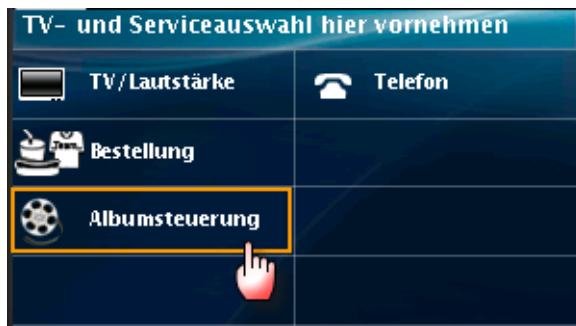 TV- und Serviceauswahl hier vornehmen
TV/Lautstärke
Telefon
Bestellung
Albumsteuerung